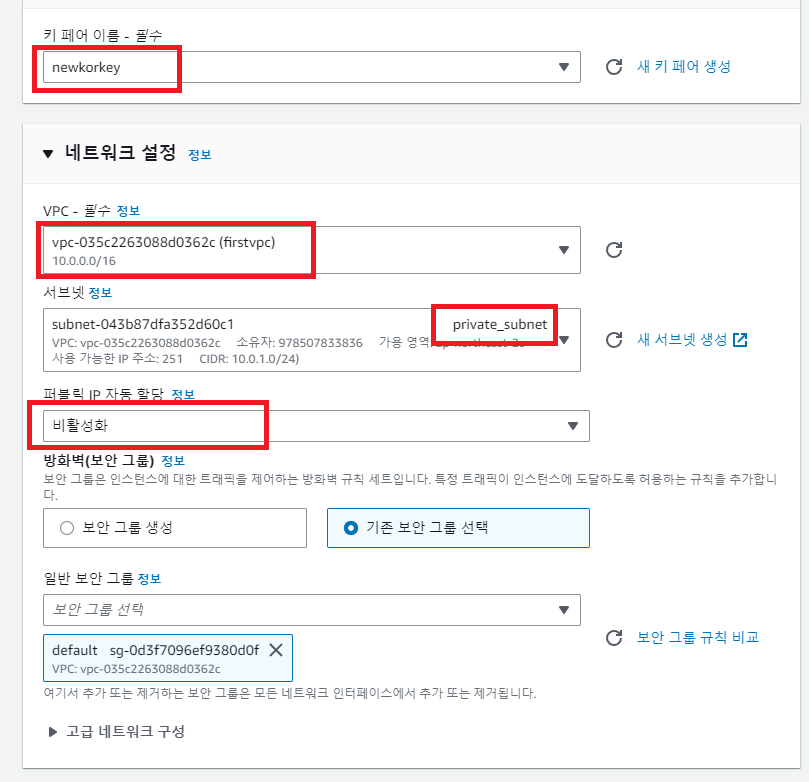 키 페어 이름 - 필수
newkorkey
새 키 페어 생성
네트워크 설정 정보
VPC - 필수 정보
vpc-035c2263088d0362c (firstvpc)
10.0.0.0/16
서브넷 정보
subnet-043b87dfa352d60c1 private_subnet
VPC: vpc-035c2263088d0362c 소유자: 978507833836 가용 영역:
사용 가능한 IP 주소: 251 CIDR: 10.0.1.0/24)
새 서브넷 생성
퍼블릭 IP 자동 할당 정보
비활성화
방화벽(보안 그룹) 정보
보안 그룹은 인스턴스에 대한 트래픽을 제어하는 방화벽 규칙 세트입니다. 특정 트래픽이 인스턴스에 도달하도록 허용하는 규칙을 추가합니
다.
보안 그룹 생성
기존 보안 그룹 선택
일반 보안 그룹 정보
보안 그룹 선택
보안 그룹 규칙 비교
default sg-0d3f7096ef9380d0f
VPC: vpc-035c2263088d0362c
여기서 추가 또는 제거하는 보안 그룹은 모든 네트워크 인터페이스에서 추가 또는 제거됩니다.
고급 네트워크 구성